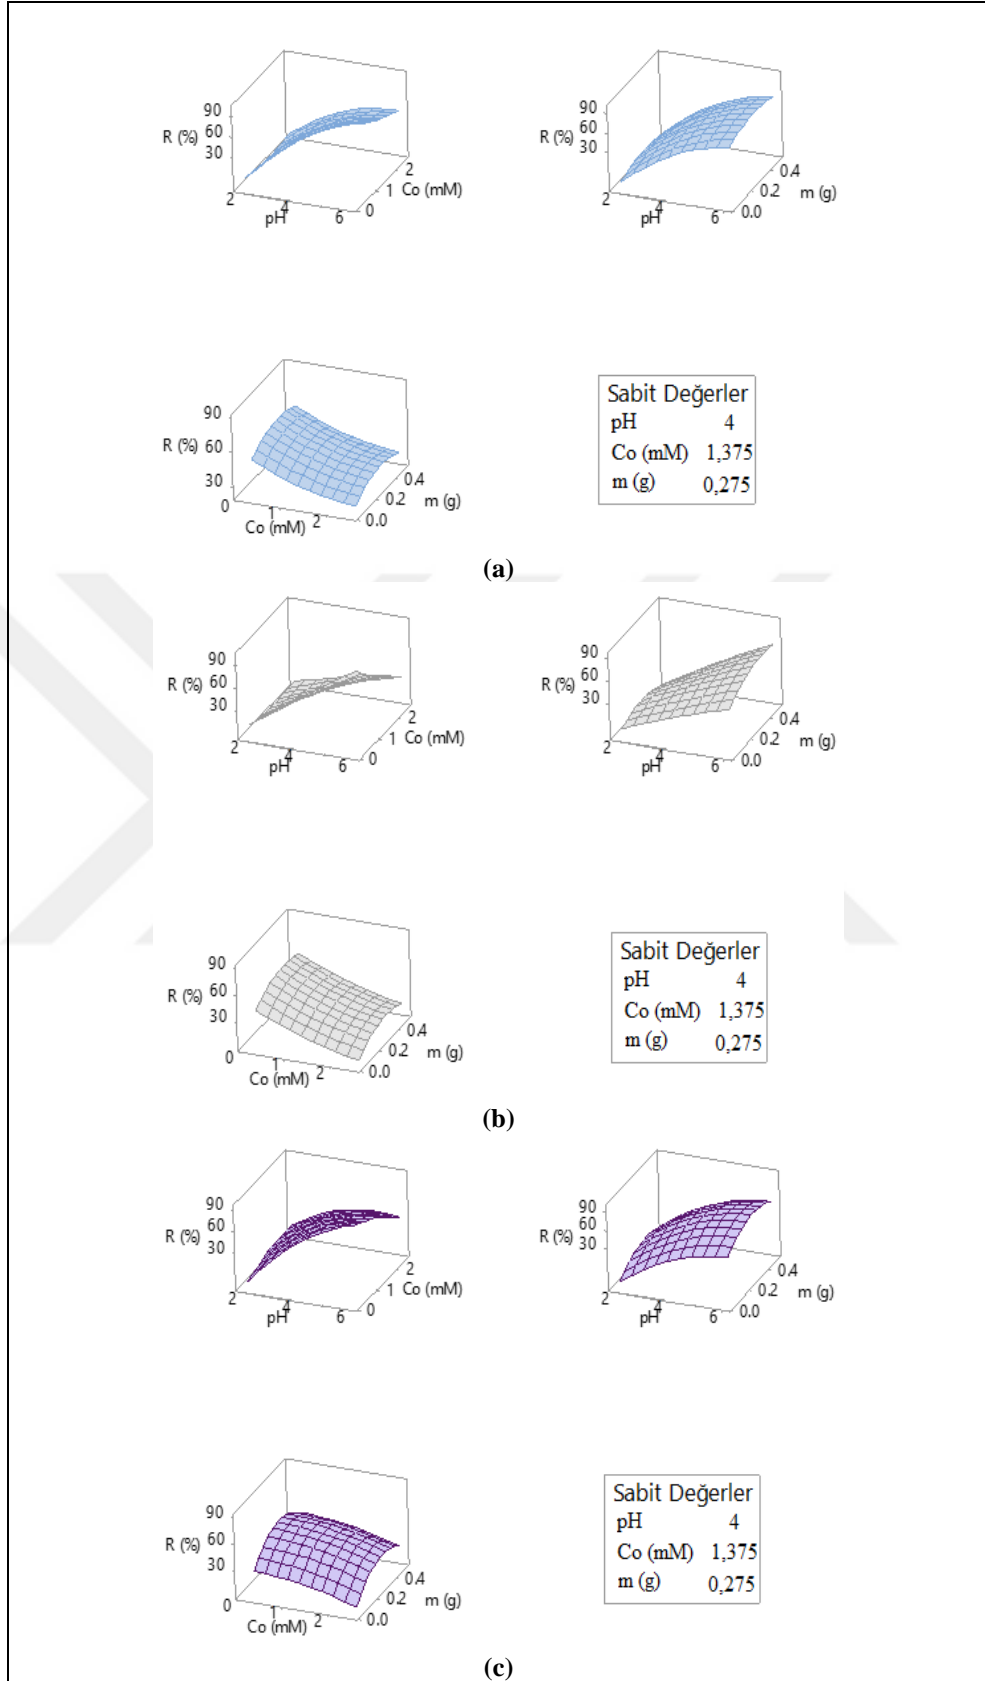 90
60
R (%)
30
2
4
pH
6
0
1
Co (mM)
2
90
60
R (%)
30
2
4
pH
6
0.0
0.2
m (g)
0.4
90
R (%)
60
30
0
1
Co (mM)
2
0.0
0.2
m (g)
0.4
Sabit Değerler
pH 4
Co (mM) 1,375
m (g) 0,275
(a)
90
R (%)
60
30
2
4
pH
6
0
1
Co (mM)
2
90
R (%)
60
30
2
4
pH
6
0.0
0.2
m (g)
0.4
90
R (%)
60
30
0
1
Co (mM)
2
0.0
0.2
m (g)
0.4
Sabit Değerler
pH 4
Co (mM) 1,375
m (g) 0,275
(b)
90
60
R (%)
30
2
4
pH
6
0
1
Co (mM)
2
90
60
R (%)
30
2
4
pH
6
0.0
0.2
m (g)
0.4
90
60
R (%)
30
0
1
Co (mM)
2
0.0
0.2
m (g)
0.4
Sabit Değerler
pH 4
Co (mM) 1,375
m (g) 0,275
(c)